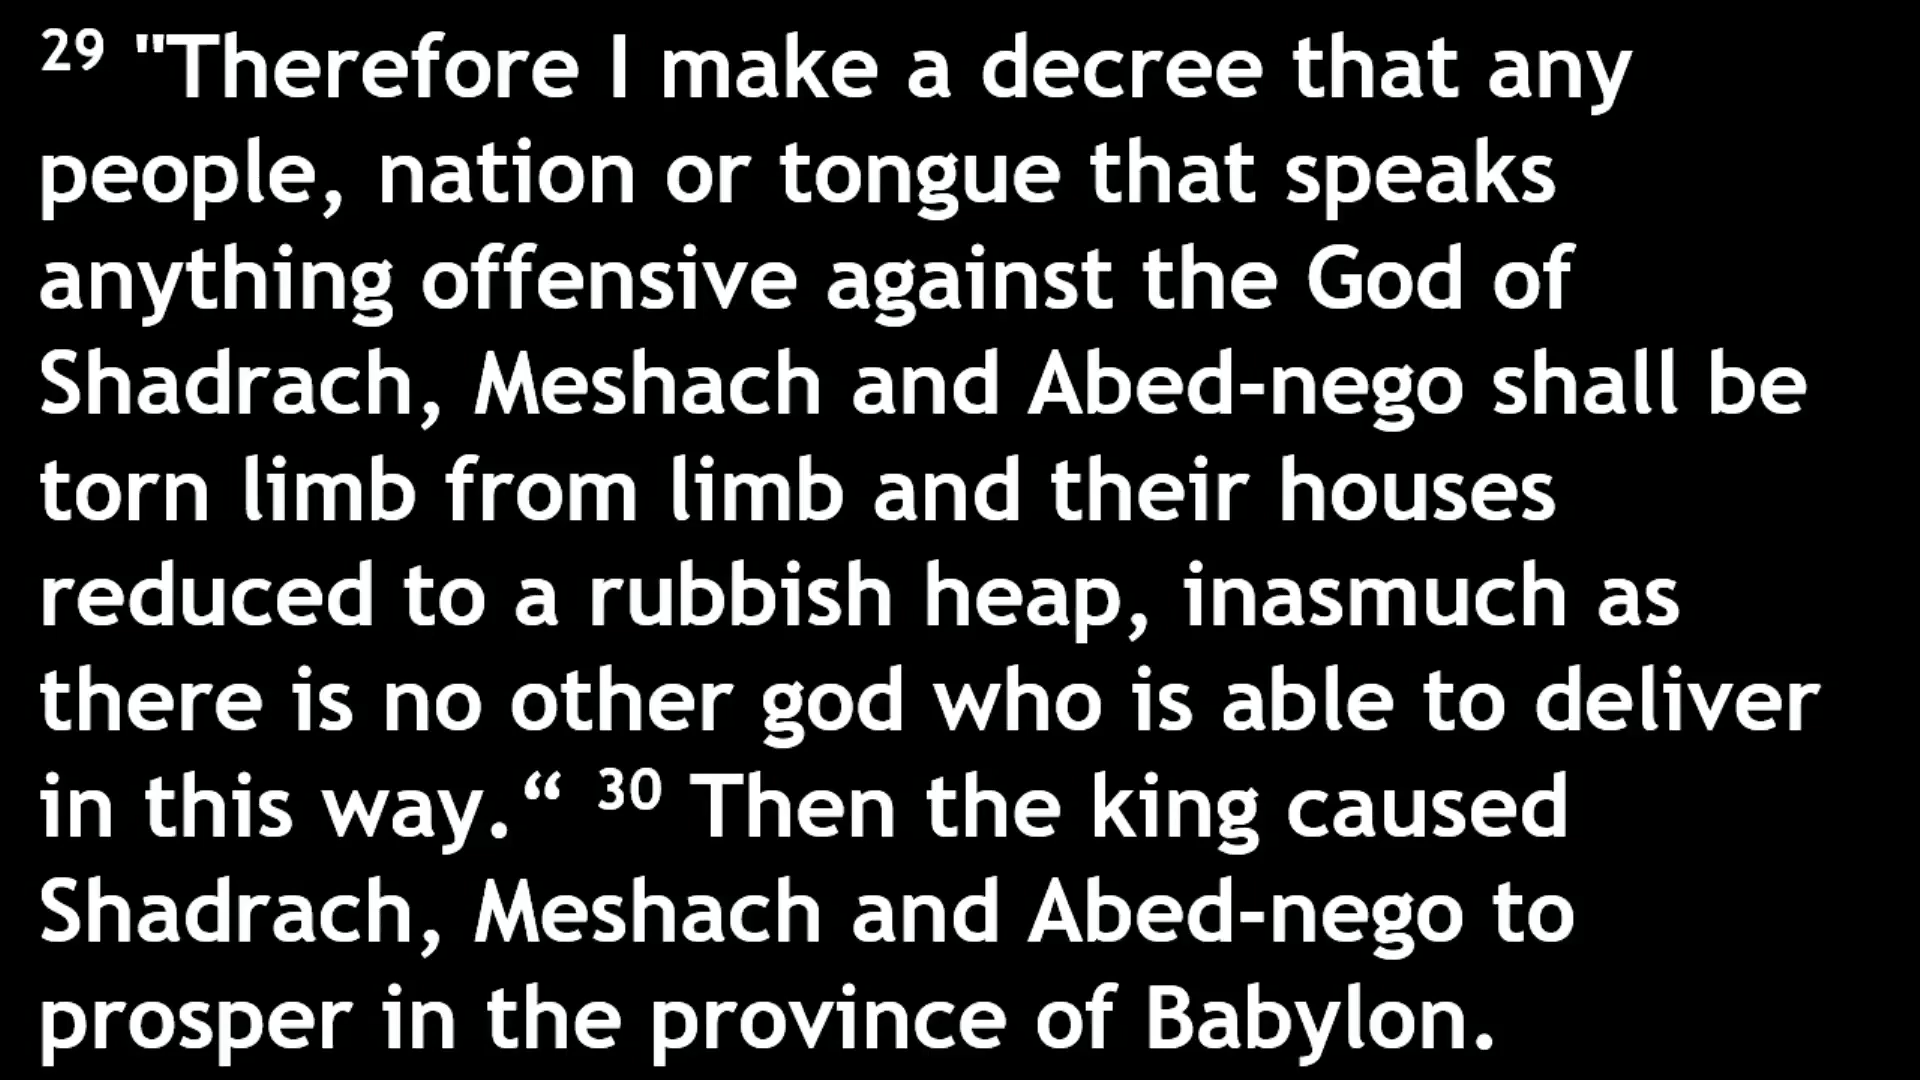 29 "Therefore I make a decree that any
people, nation or tongue that speaks
anything offensive against the God of
Shadrach, Meshach and Abed-nego shall be
torn limb from limb and their houses
reduced to a rubbish heap, inasmuch as
there is no other god who is able to deliver
in this way.“ 30 Then the king caused
Shadrach, Meshach and Abed-nego to
prosper in the province of Babylon.